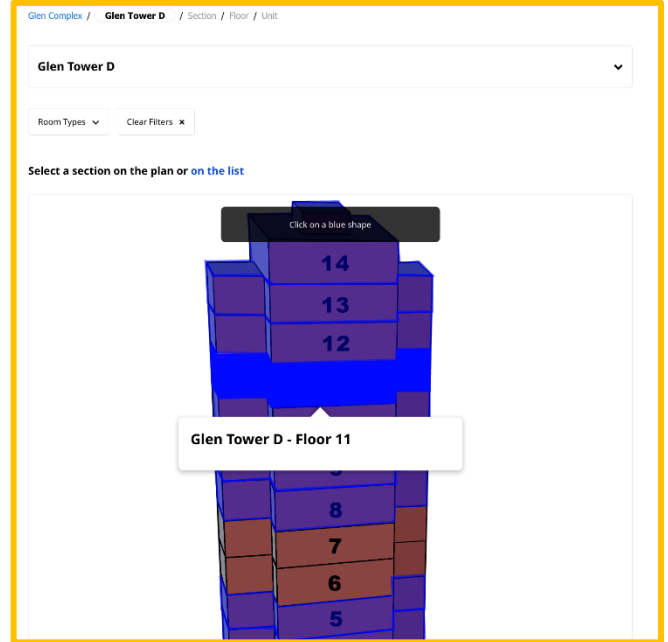 Glen Complex / Glen Tower D / Section / Floor / Unit
Glen Tower D
Room Types Clear Filters ×
Select a section on the plan or on the list
Click on a blue shape
14
13
12
Glen Tower D - Floor 11
8
7
6
5